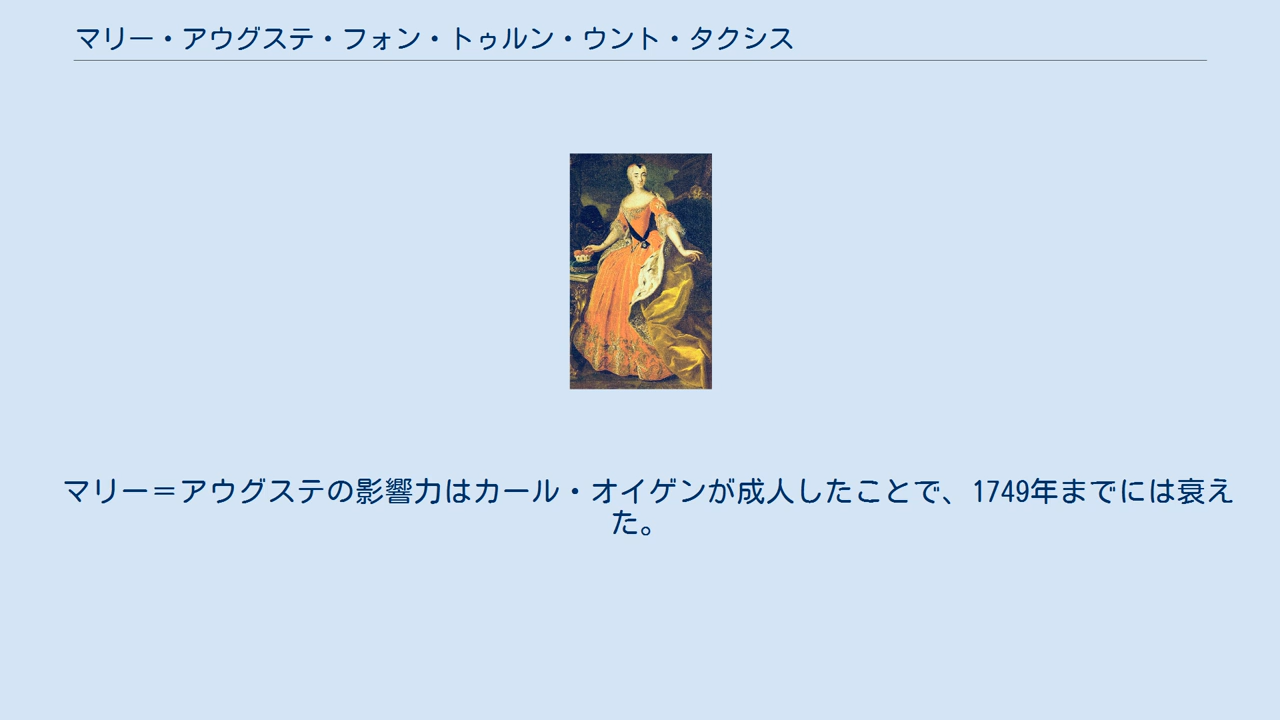 マリー・アウグステ・フォン・トゥルン・ウント・タクシス
マリー＝アウグステの影響力はカール・オイゲンが成人したことで、1749年までには衰え
た。